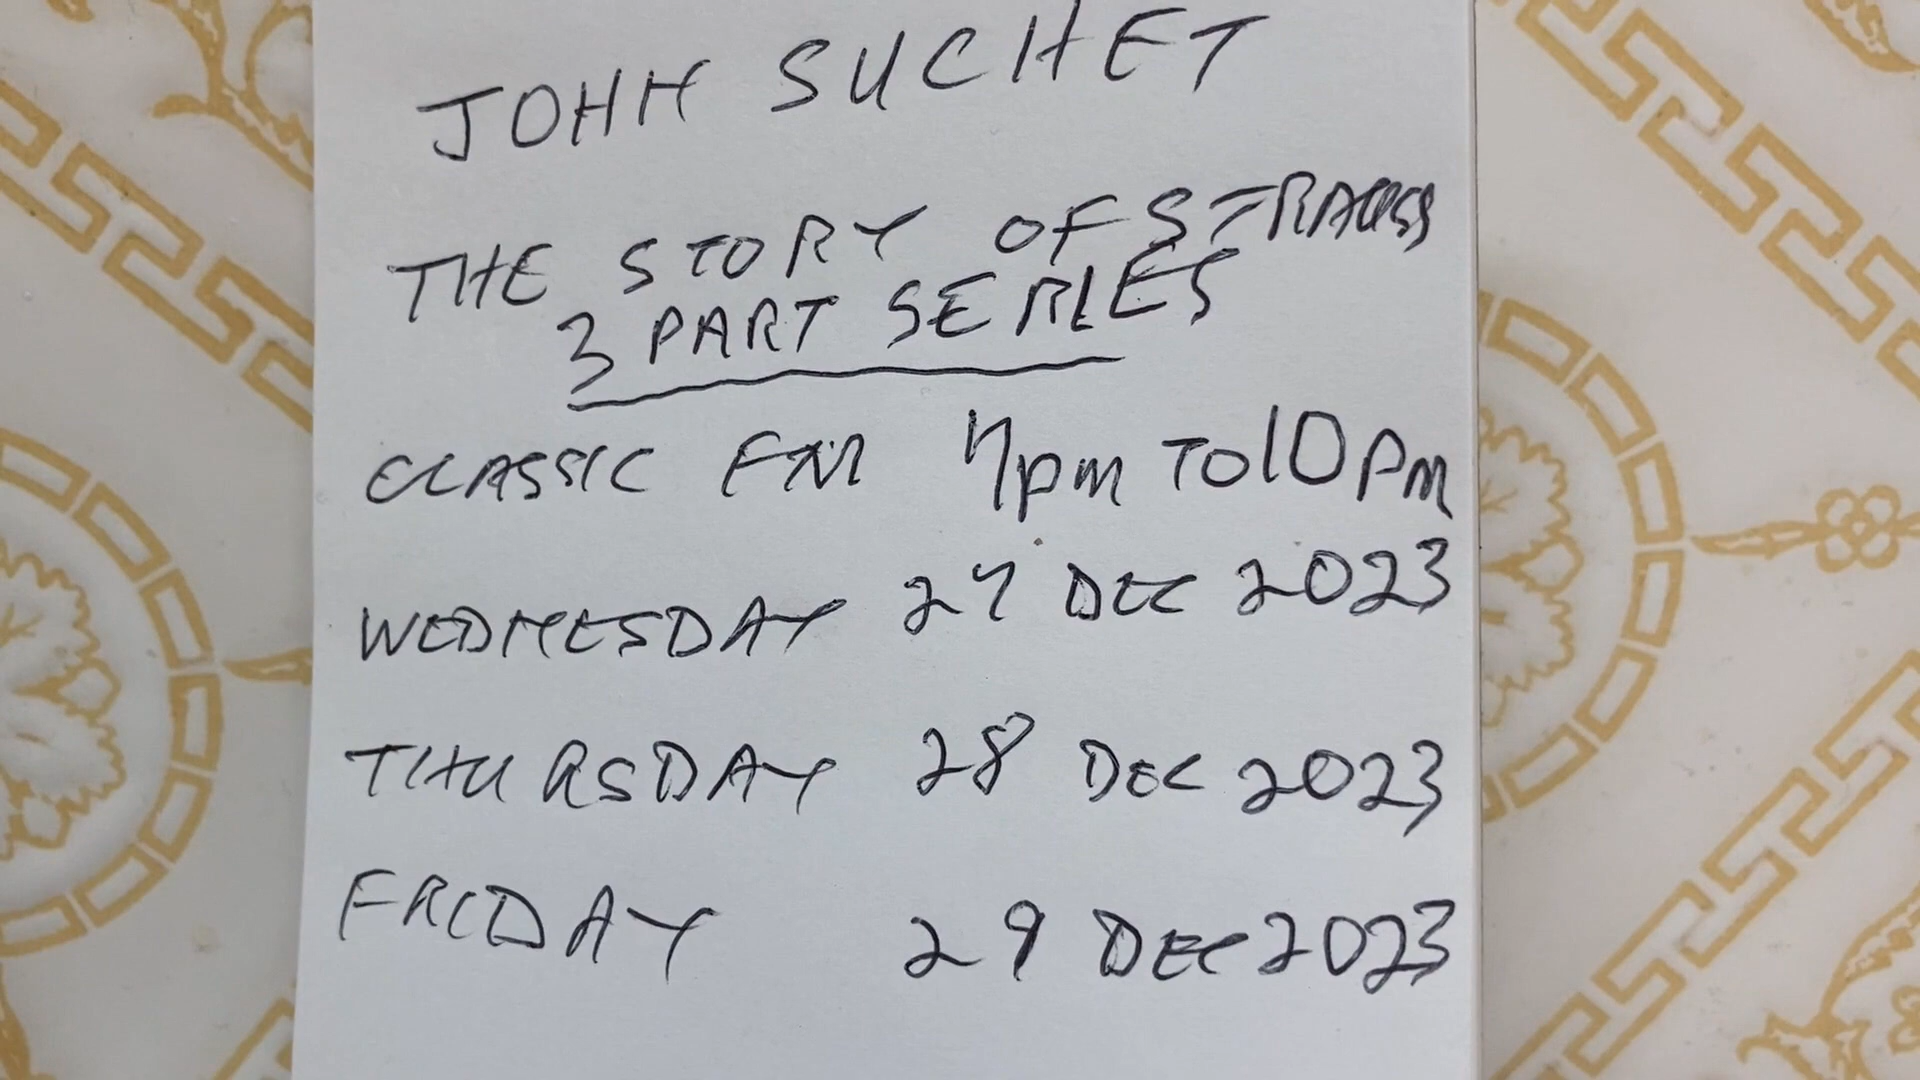 JOHN SUCHET
THE STORY OF STRAUSS
3 PART SERIES
CLASSIC FM 7pm TO 10pm
WEDNESDAY 27 DEC 2023
THURSDAY 28 DEC 2023
FRIDAY 29 DEC 2023